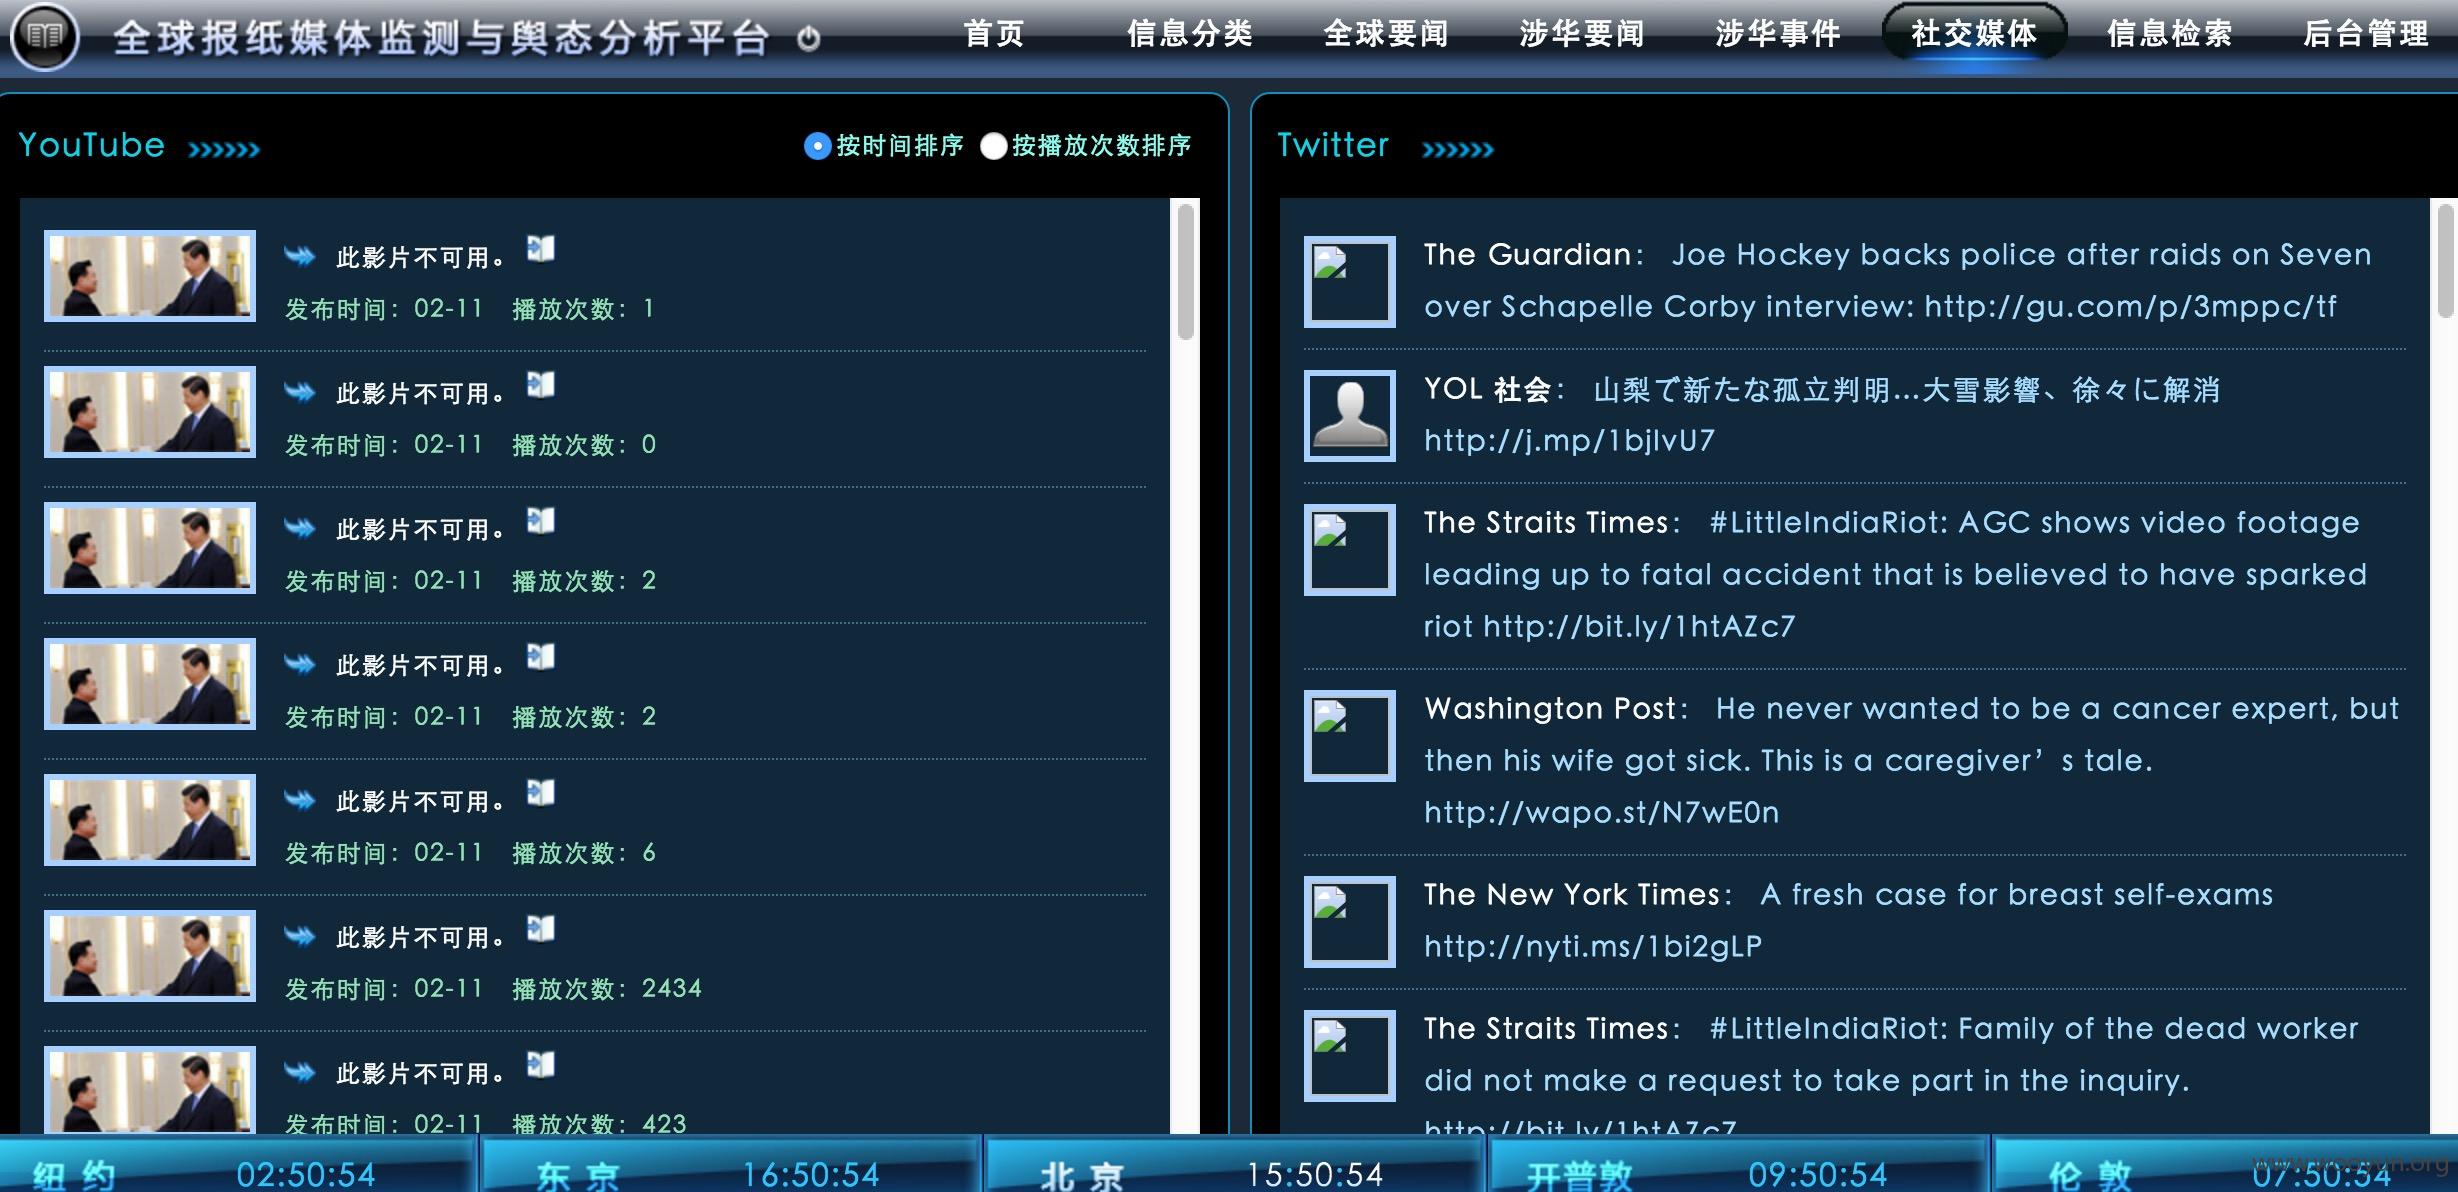 全球报纸媒体监测与舆态分析平台
首页 信息分类 全球要闻 涉华要闻 涉华事件 社交媒体 信息检索 后台管理
YouTube >>>>>>
按时间排序 按播放次数排序
此影片不可用。
发布时间：02-11 播放次数：1
此影片不可用。
发布时间：02-11 播放次数：0
此影片不可用。
发布时间：02-11 播放次数：2
此影片不可用。
发布时间：02-11 播放次数：2
此影片不可用。
发布时间：02-11 播放次数：6
此影片不可用。
发布时间：02-11 播放次数：2434
此影片不可用。
发布时间：02-11 播放次数：423
Twitter >>>>>>
The Guardian： Joe Hockey backs police after raids on Seven
over Schapelle Corby interview: http://gu.com/p/3mppc/tf
YOL 社会： 山梨で新たな孤立判明…大雪影響、徐々に解消
http://j.mp/1bjIvU7
The Straits Times： #LittleIndiaRiot: AGC shows video footage
leading up to fatal accident that is believed to have sparked
riot http://bit.ly/1htAZc7
Washington Post： He never wanted to be a cancer expert, but
then his wife got sick. This is a caregiver’s tale.
http://wapo.st/N7wE0n
The New York Times： A fresh case for breast self-exams
http://nyti.ms/1bi2gLP
The Straits Times： #LittleIndiaRiot: Family of the dead worker
did not make a request to take part in the inquiry.
http://bit.ly/1htAZc7
纽约 02:50:54 东京 16:50:54 北京 15:50:54 开普敦 09:50:54 伦敦 07:50:54
www.wooyun.org